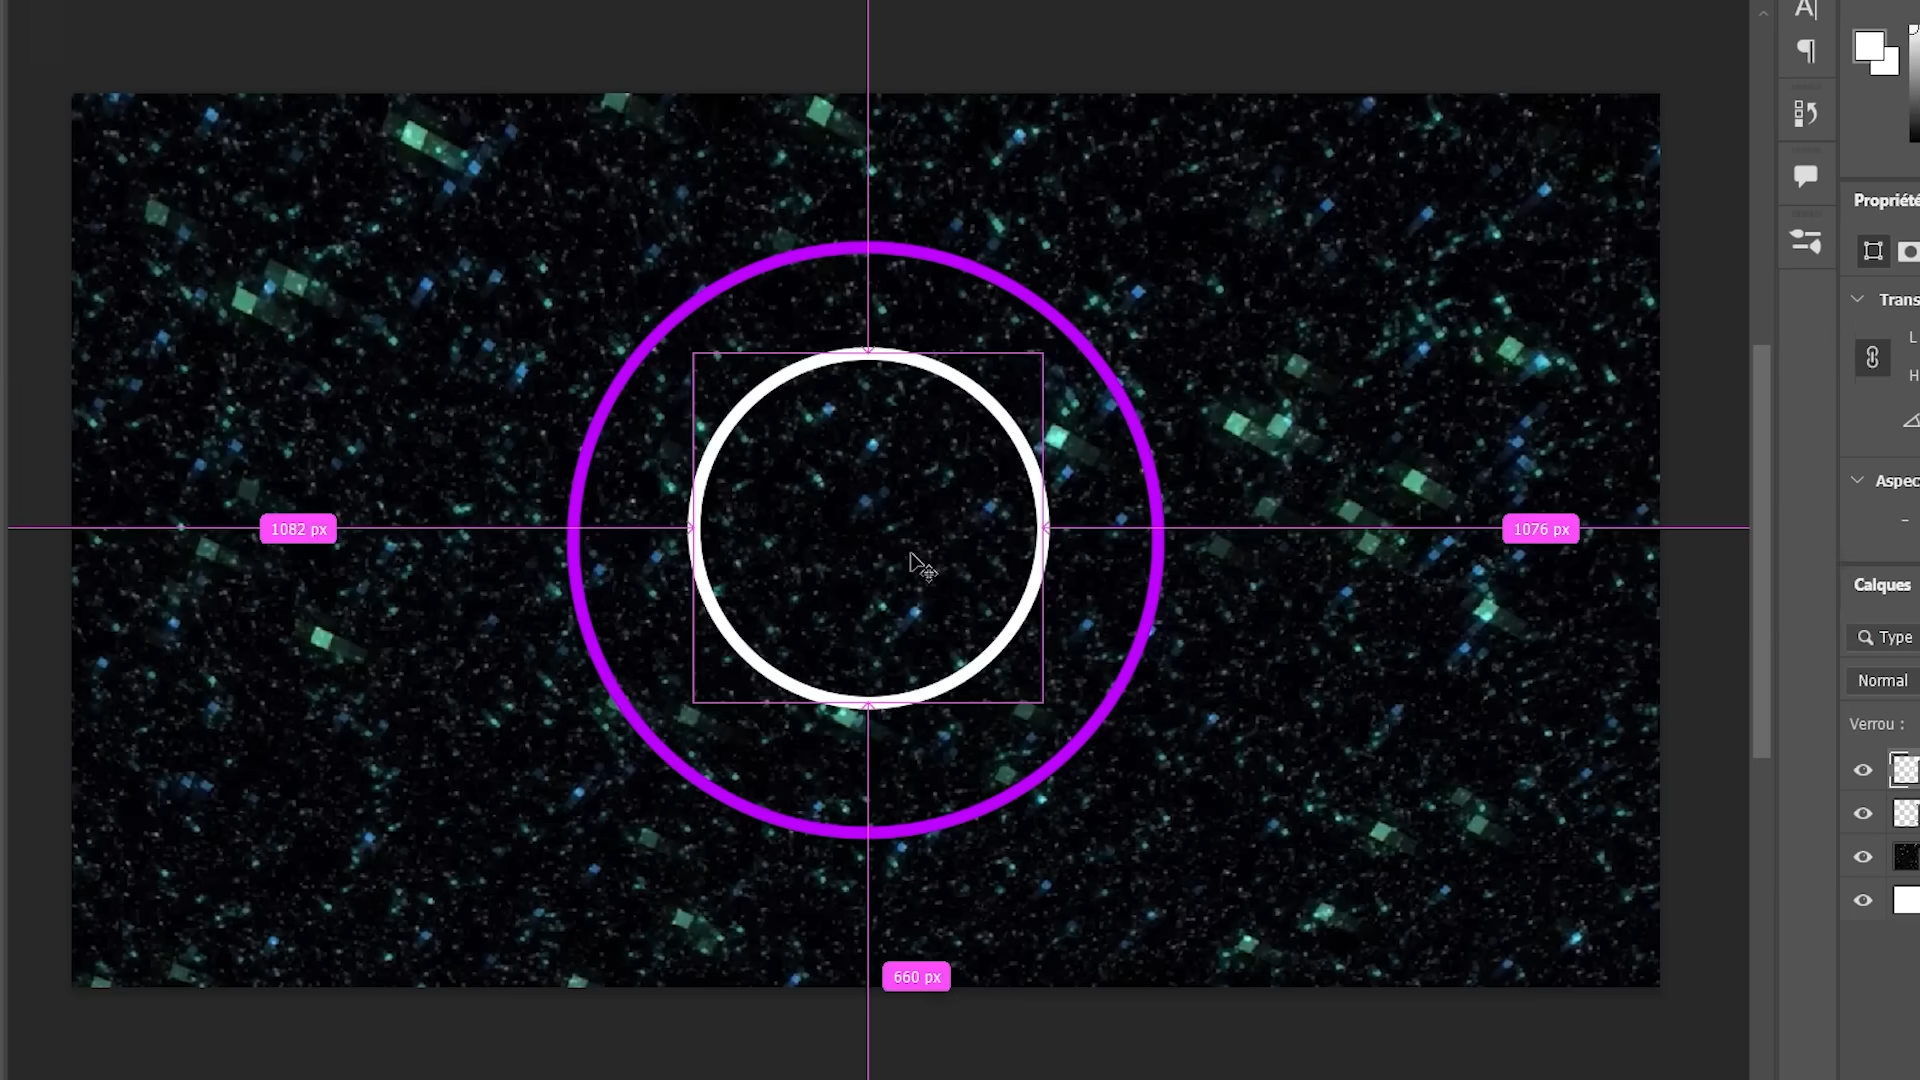 A|
Propriété
Trans
L
H
1082 px
1076 px
Aspec
Calques
Type
Normal
Verrou :
660 px